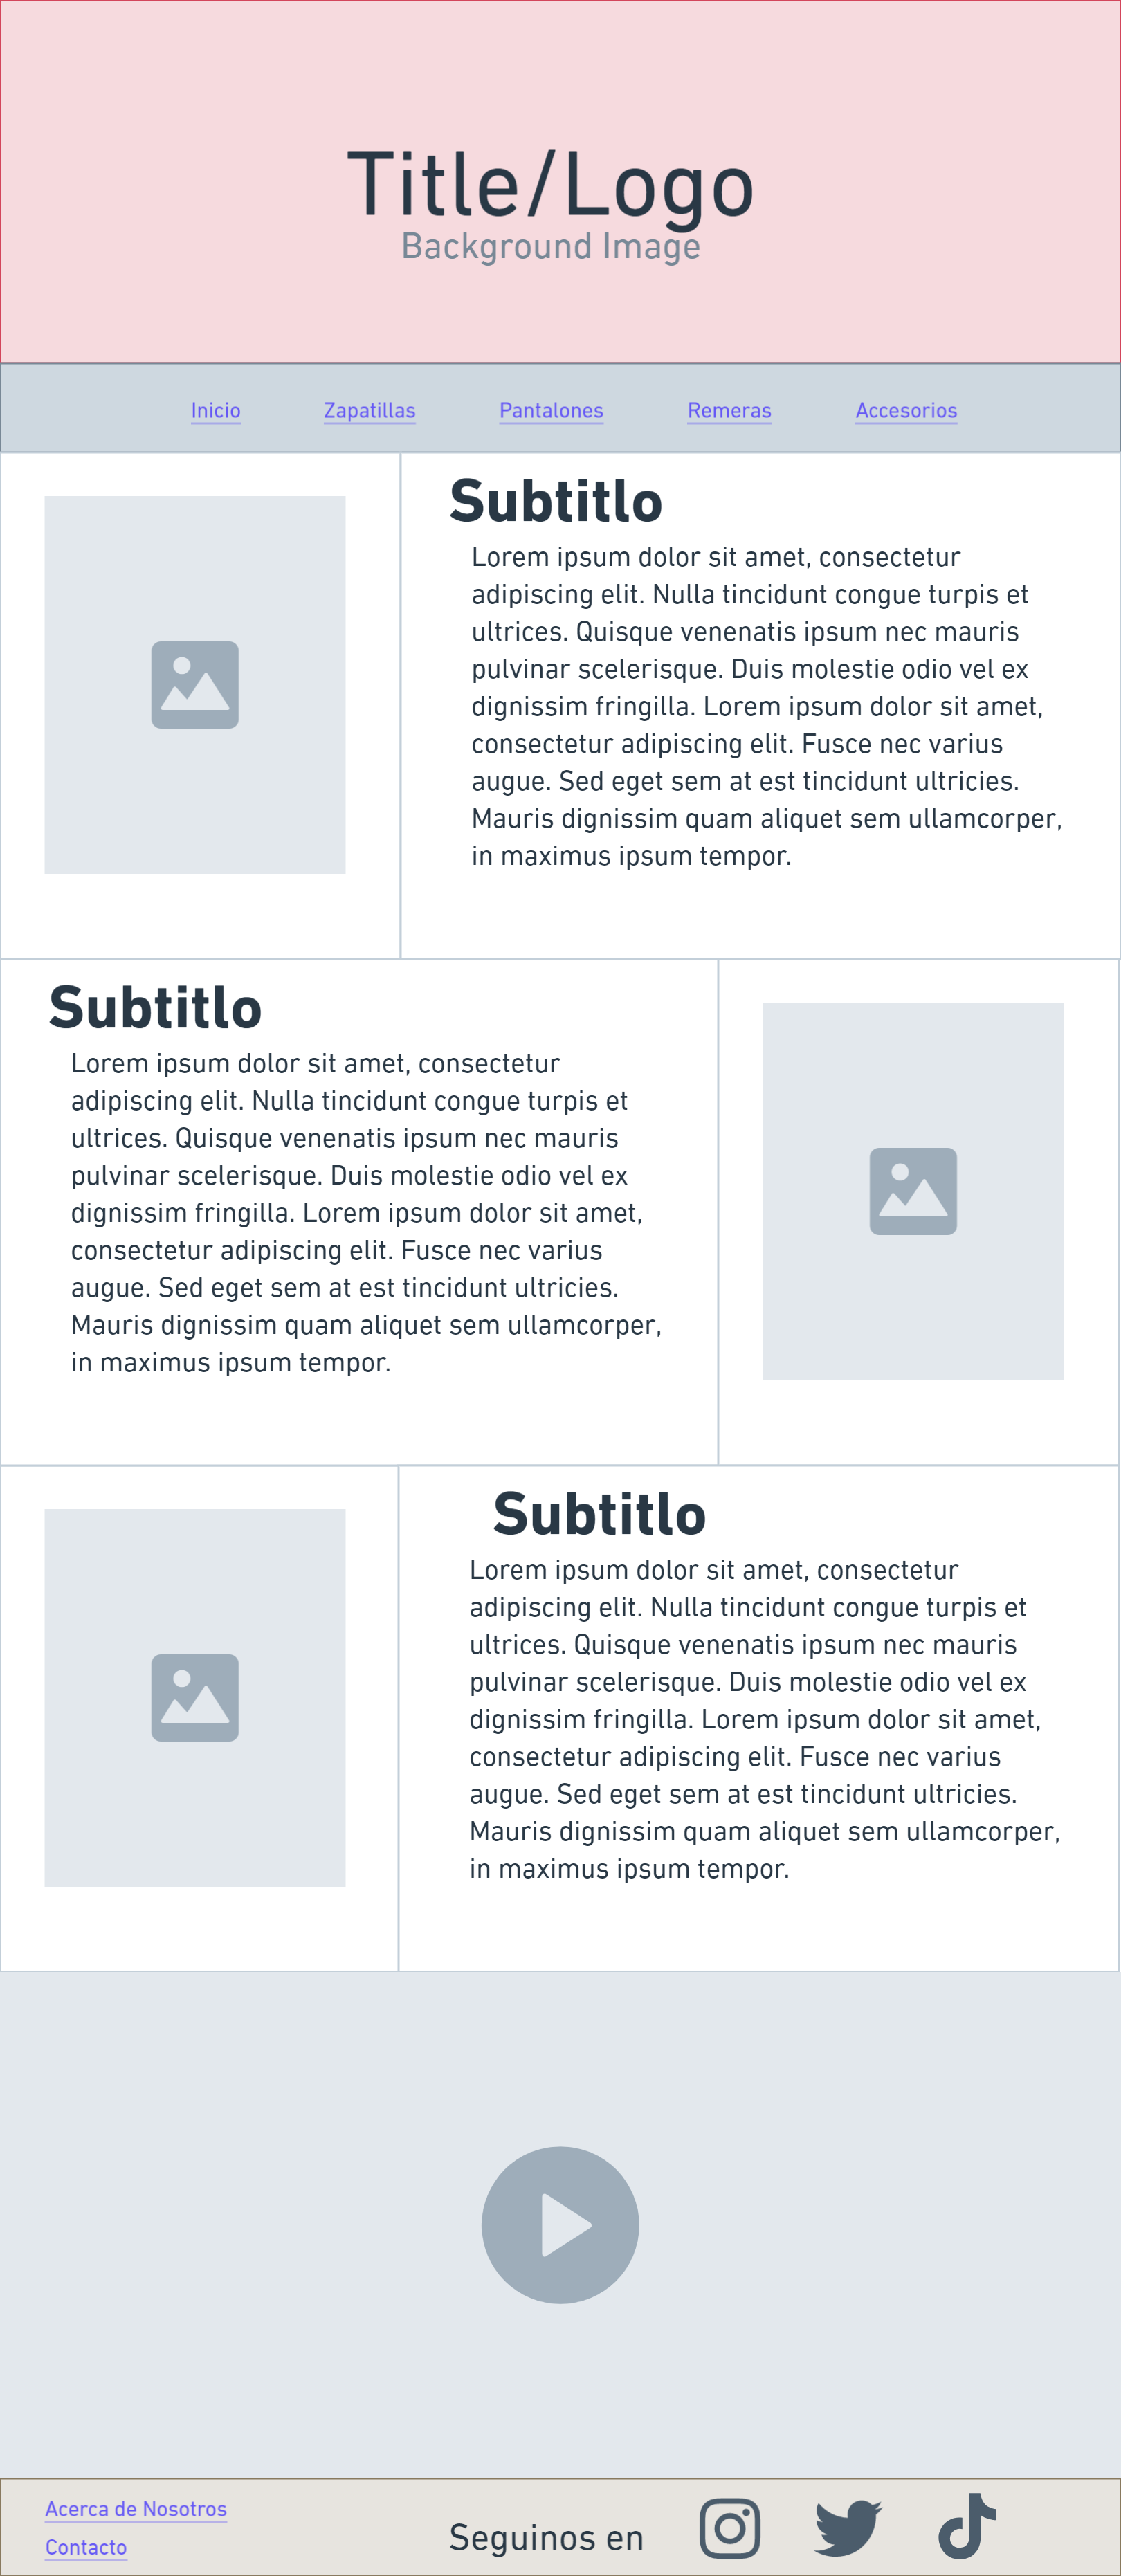 Title/Logo
Background Image
Inicio Zapatillas Pantalones Remeras Accesorios
Subtitlo
Lorem ipsum dolor sit amet, consectetur
adipiscing elit. Nulla tincidunt congue turpis et
ultrices. Quisque venenatis ipsum nec mauris
pulvinar scelerisque. Duis molestie odio vel ex
dignissim fringilla. Lorem ipsum dolor sit amet,
consectetur adipiscing elit. Fusce nec varius
augue. Sed eget sem at est tincidunt ultricies.
Mauris dignissim quam aliquet sem ullamcorper,
in maximus ipsum tempor.
Subtitlo
Lorem ipsum dolor sit amet, consectetur
adipiscing elit. Nulla tincidunt congue turpis et
ultrices. Quisque venenatis ipsum nec mauris
pulvinar scelerisque. Duis molestie odio vel ex
dignissim fringilla. Lorem ipsum dolor sit amet,
consectetur adipiscing elit. Fusce nec varius
augue. Sed eget sem at est tincidunt ultricies.
Mauris dignissim quam aliquet sem ullamcorper,
in maximus ipsum tempor.
Subtitlo
Lorem ipsum dolor sit amet, consectetur
adipiscing elit. Nulla tincidunt congue turpis et
ultrices. Quisque venenatis ipsum nec mauris
pulvinar scelerisque. Duis molestie odio vel ex
dignissim fringilla. Lorem ipsum dolor sit amet,
consectetur adipiscing elit. Fusce nec varius
augue. Sed eget sem at est tincidunt ultricies.
Mauris dignissim quam aliquet sem ullamcorper,
in maximus ipsum tempor.
Acerca de Nosotros
Contacto
Seguinos en